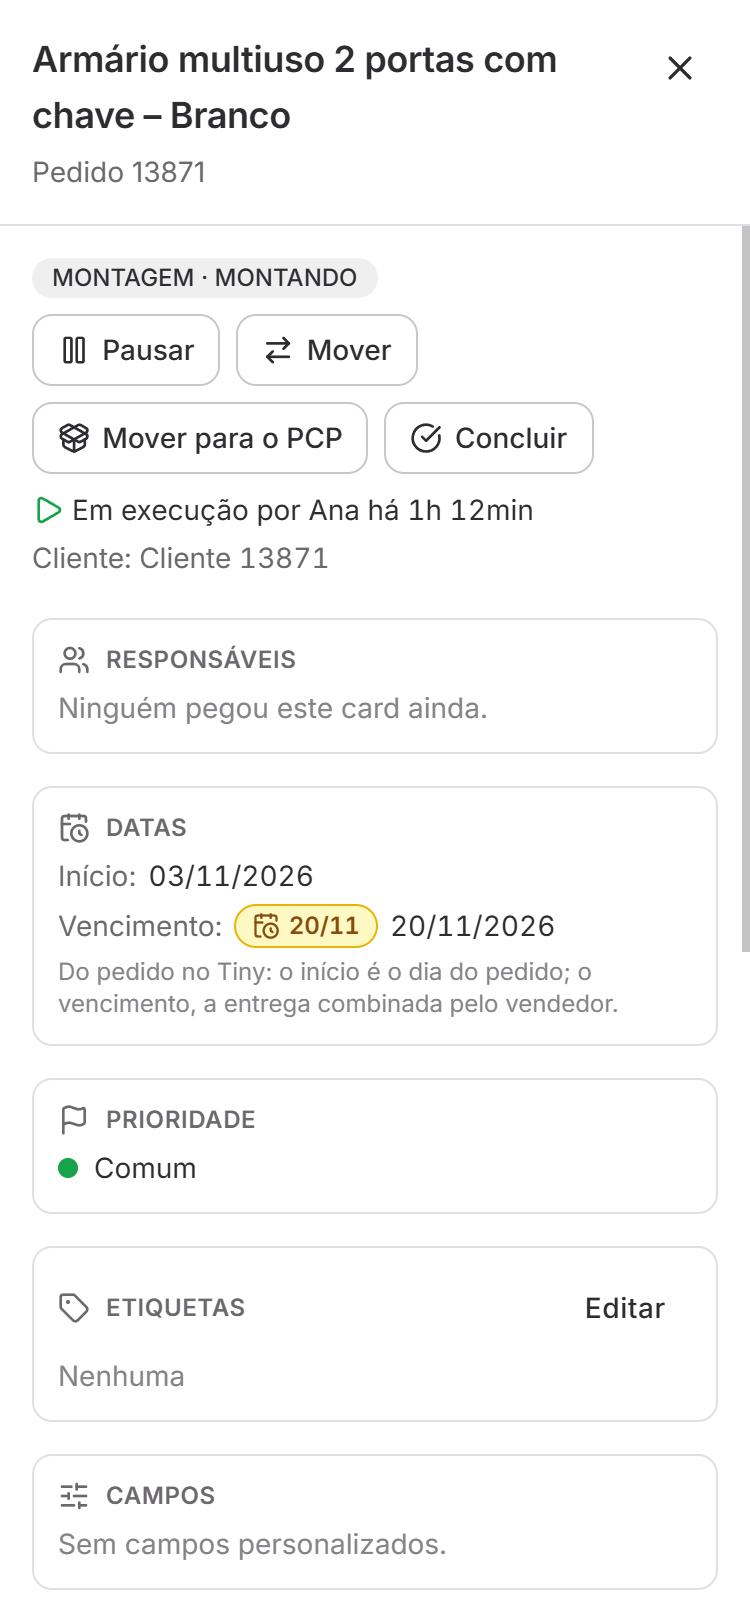 Armário multiuso 2 portas com
chave – Branco
Pedido 13871
MONTAGEM · MONTANDO
Pausar
Mover
Mover para o PCP
Concluir
Em execução por Ana há 1h 12min
Cliente: Cliente 13871
RESPONSÁVEIS
Ninguém pegou este card ainda.
DATAS
Início: 03/11/2026
Vencimento: 20/11 20/11/2026
Do pedido no Tiny: o início é o dia do pedido; o
vencimento, a entrega combinada pelo vendedor.
PRIORIDADE
Comum
ETIQUETAS
Editar
Nenhuma
CAMPOS
Sem campos personalizados.